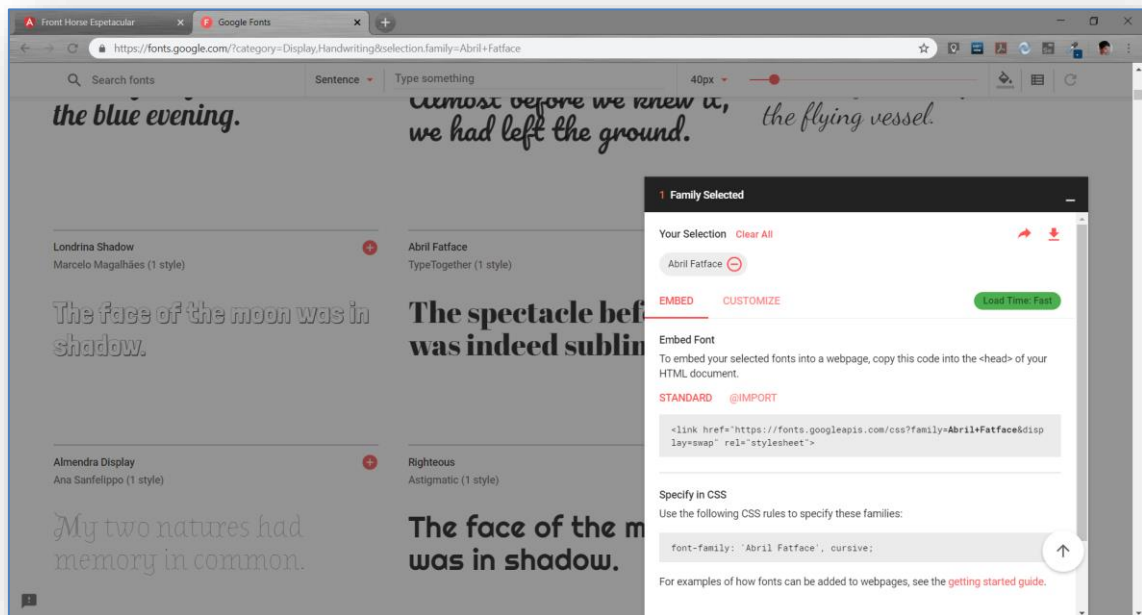 Front Horse Espetacular
Google Fonts
https://fonts.google.com/?category=Display,Handwriting&selection.family=Abril+Fatface
Search fonts
Sentence
Type something
40px
the blue evening.
Almost before we knew it,
we had left the ground.
the flying vessel.
Londrina Shadow
Marcelo Magalhães (1 style)
The face of the moon was in
shadow.
Abril Fatface
TypeTogether (1 style)
The spectacle bef
was indeed sublin
Almendra Display
Ana Sanfelippo (1 style)
My two natures had
memory in common.
Righteous
Astigmatic (1 style)
The face of the m
was in shadow.
1 Family Selected
Your Selection Clear All
Abril Fatface
EMBED CUSTOMIZE
Load Time: Fast
Embed Font
To embed your selected fonts into a webpage, copy this code into the <head> of your
HTML document.
STANDARD @IMPORT
<link href="https://fonts.googleapis.com/css?family=Abril+Fatface&disp
lay=swap" rel="stylesheet">
Specify in CSS
Use the following CSS rules to specify these families:
font-family: 'Abril Fatface', cursive;
For examples of how fonts can be added to webpages, see the getting started guide.